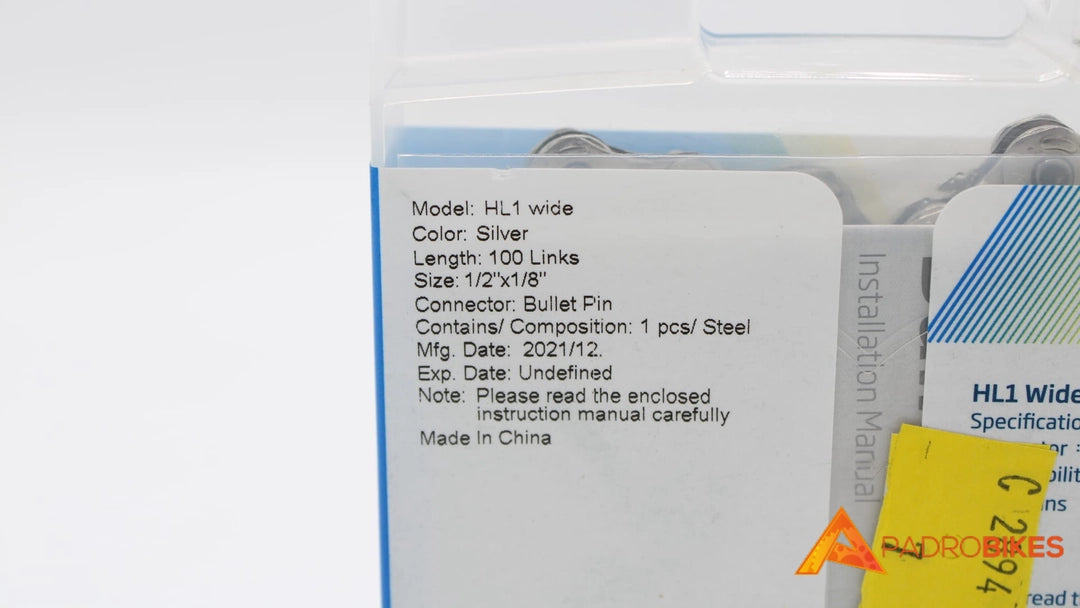 Model: HL1 wide
Color: Silver
Length: 100 Links
Size: 1/2"x1/8"
Connector: Bullet Pin
Contains/ Composition: 1 pcs/ Steel
Mfg. Date: 2021/12.
Exp. Date: Undefined
Note: Please read the enclosed
instruction manual carefully
Made In China
Installation Manual
HL1 Wide
PADROBIKES